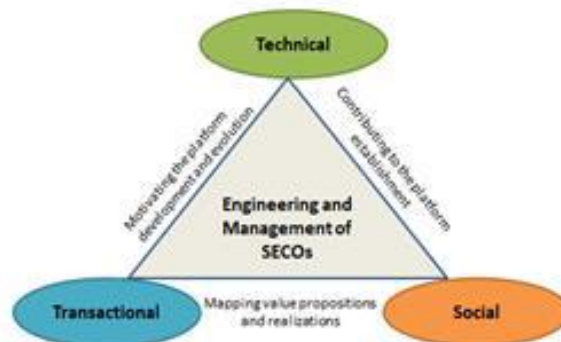 Technical
Motivating the platform
development and evolution
Contributing to the platform
establishment
Engineering and
Management of
SECOs
Transactional
Mapping value propositions
and realizations
Social